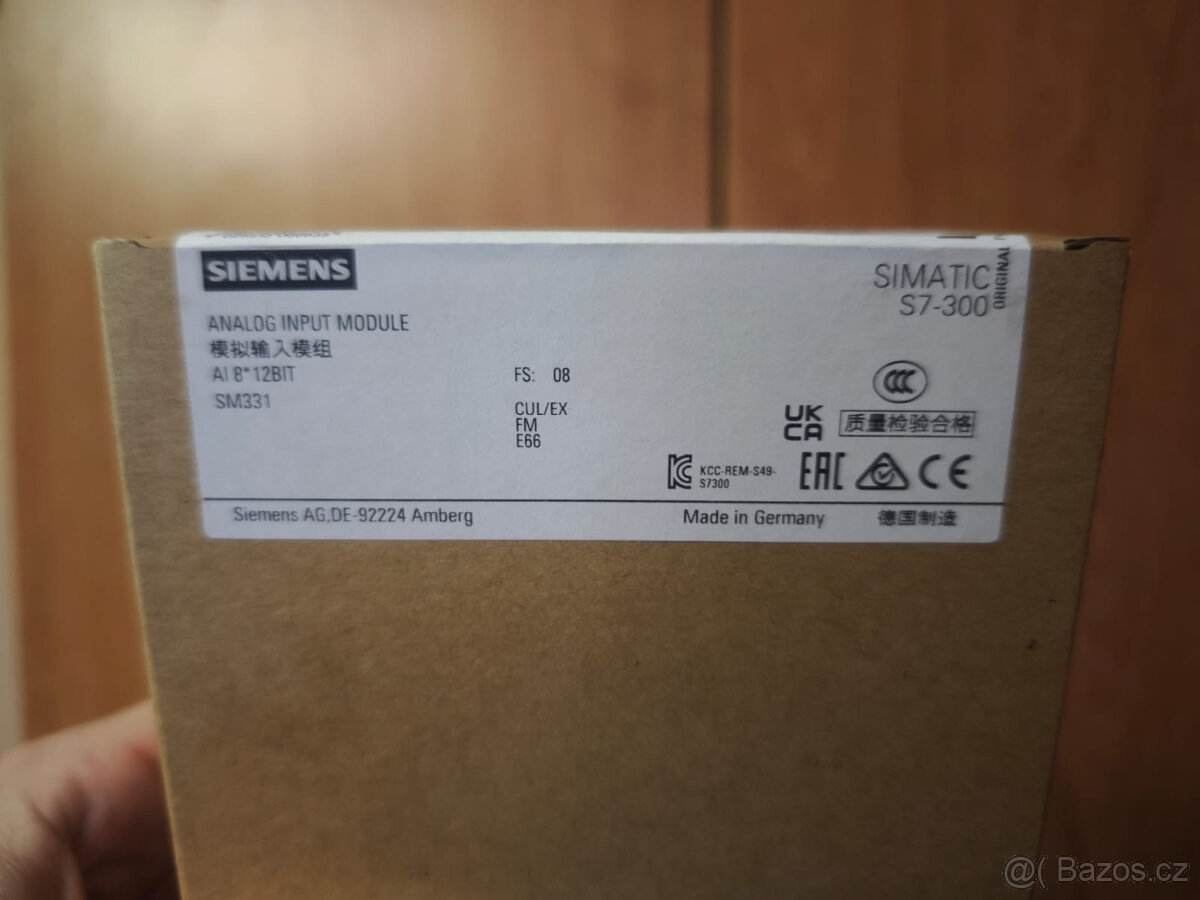 SIEMENS
SIMATIC
S7-300
ORIGINAL
ANALOG INPUT MODULE
模拟输入模组
AI 8*12BIT
SM331
FS: 08
CUL/EX
FM
E66
UK
CA
质量检验合格
KCC-REM-S49-
S7300
EAC
CE
Siemens AG,DE-92224 Amberg
Made in Germany
德国制造
@( Bazos.cz